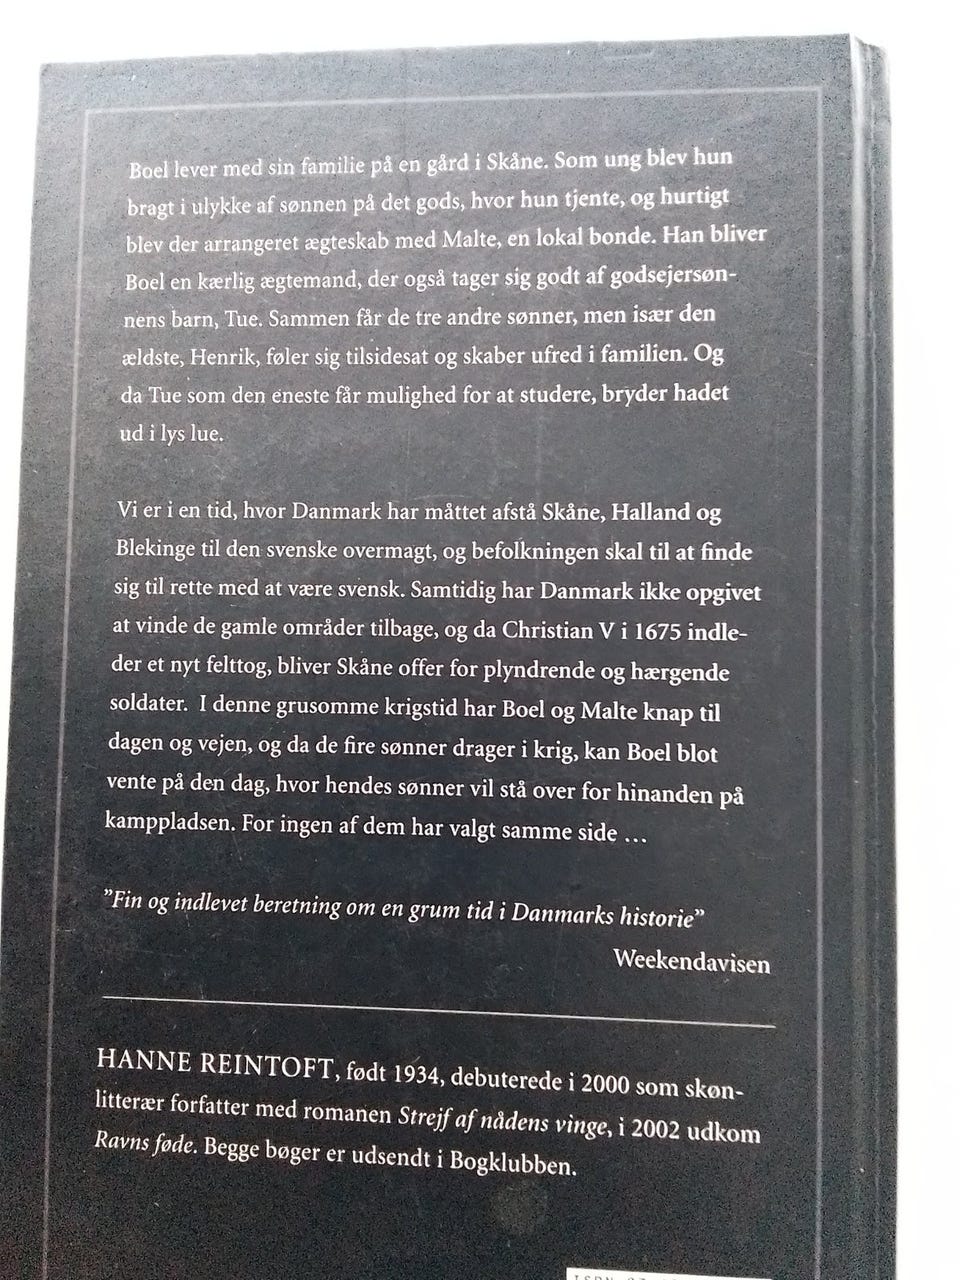 Boel lever med sin familie på en gård i Skåne. Som ung blev hun
bragt i ulykke af sønnen på det gods, hvor hun tjente, og hurtigt
blev der arrangeret ægteskab med Malte, en lokal bonde. Han bliver
Boel en kærlig ægtemand, der også tager sig godt af godsejersøn-
nens barn, Tue. Sammen får de tre andre sønner, men især den
ældste, Henrik, føler sig tilsidesat og skaber ufred i familien. Og
da Tue som den eneste får mulighed for at studere, bryder hadet
ud i lys lue.
Vi er i en tid, hvor Danmark har måttet afstå Skåne, Halland og
Blekinge til den svenske overmagt, og befolkningen skal til at finde
sig til rette med at være svensk. Samtidig har Danmark ikke opgivet
at vinde de gamle områder tilbage, og da Christian V i 1675 indle-
der et nyt felttog, bliver Skåne offer for plyndrende og hærgende
soldater. I denne grusomme krigstid har Boel og Malte knap til
dagen og vejen, og da de fire sønner drager i krig, kan Boel blot
vente på den dag, hvor hendes sønner vil stå over for hinanden på
kamppladsen. For ingen af dem har valgt samme side ...
”Fin og indlevet beretning om en grum tid i Danmarks historie”
Weekendavisen
HANNE REINTOFT, født 1934, debuterede i 2000 som skøn-
litterær forfatter med romanen Strejf af nådens vinge, i 2002 udkom
Ravns føde. Begge bøger er udsendt i Bogklubben.